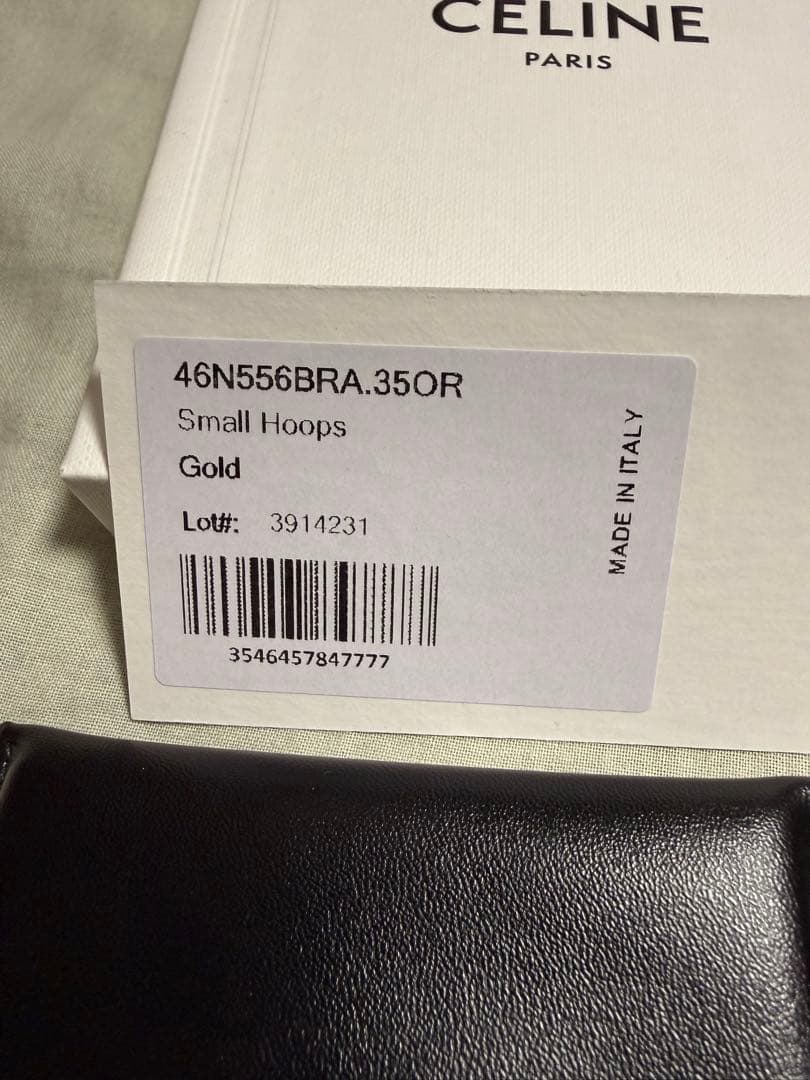 CELINE
PARIS
46N556BRA.35OR
Small Hoops
Gold
Lot#: 3914231
3546457847777
MADE IN ITALY